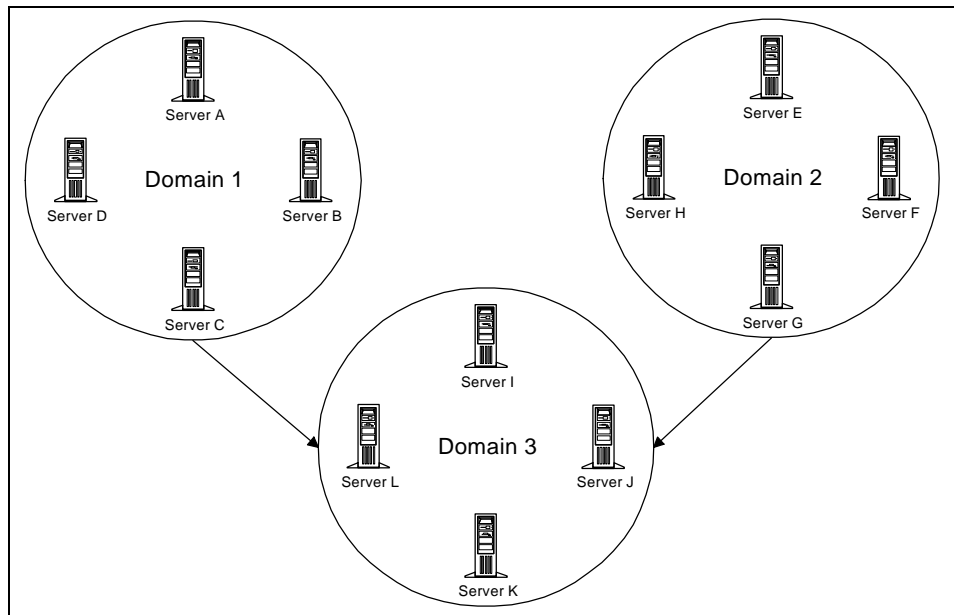 Server A
Server D
Domain 1
Server B
Server C
Server E
Server H
Domain 2
Server F
Server G
Server I
Server L
Domain 3
Server J
Server K